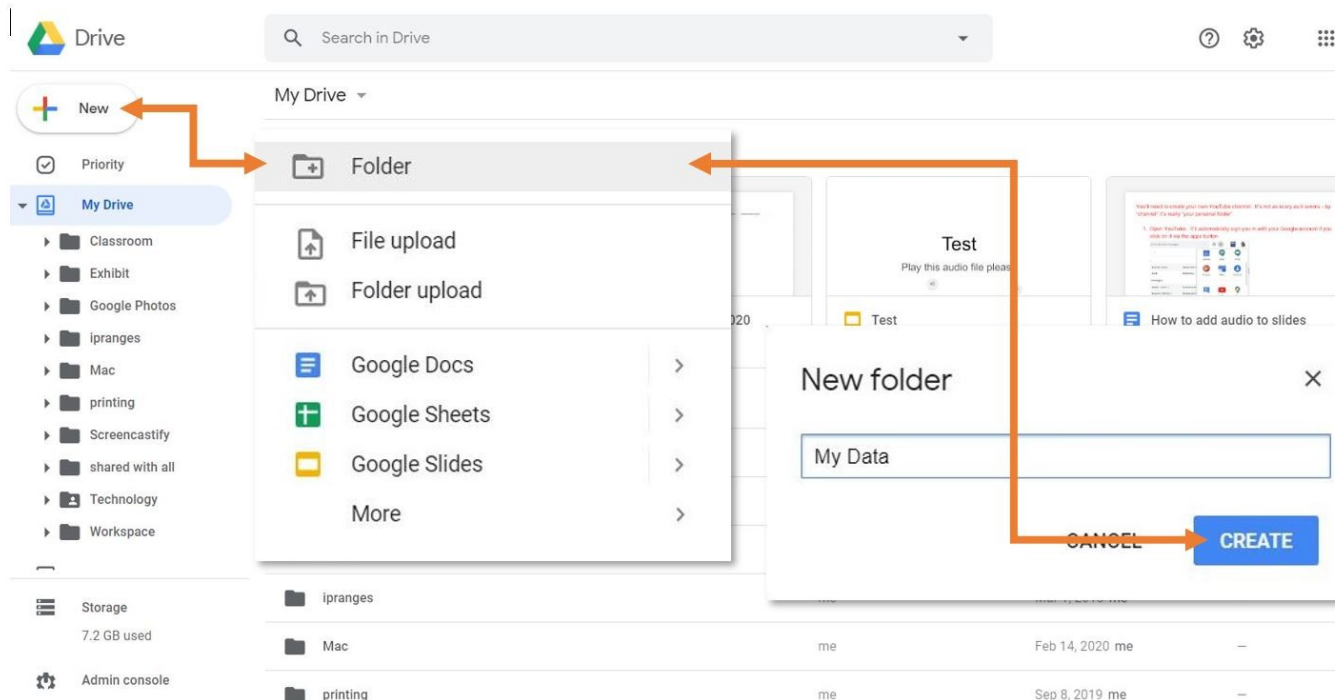 Drive
Search in Drive
New
My Drive
Priority
My Drive
Classroom
Exhibit
Google Photos
ipranges
Mac
printing
Screencastify
shared with all
Technology
Workspace
Storage
7.2 GB used
Admin console
Folder
File upload
Folder upload
Google Docs
Google Sheets
Google Slides
More
Test
Play this audio file pleas
020
Test
How to add audio to slides
New folder
My Data
CANCEL
CREATE
ipranges
Mac me Feb 14, 2020 me –
printing me Sep 8, 2019 me –